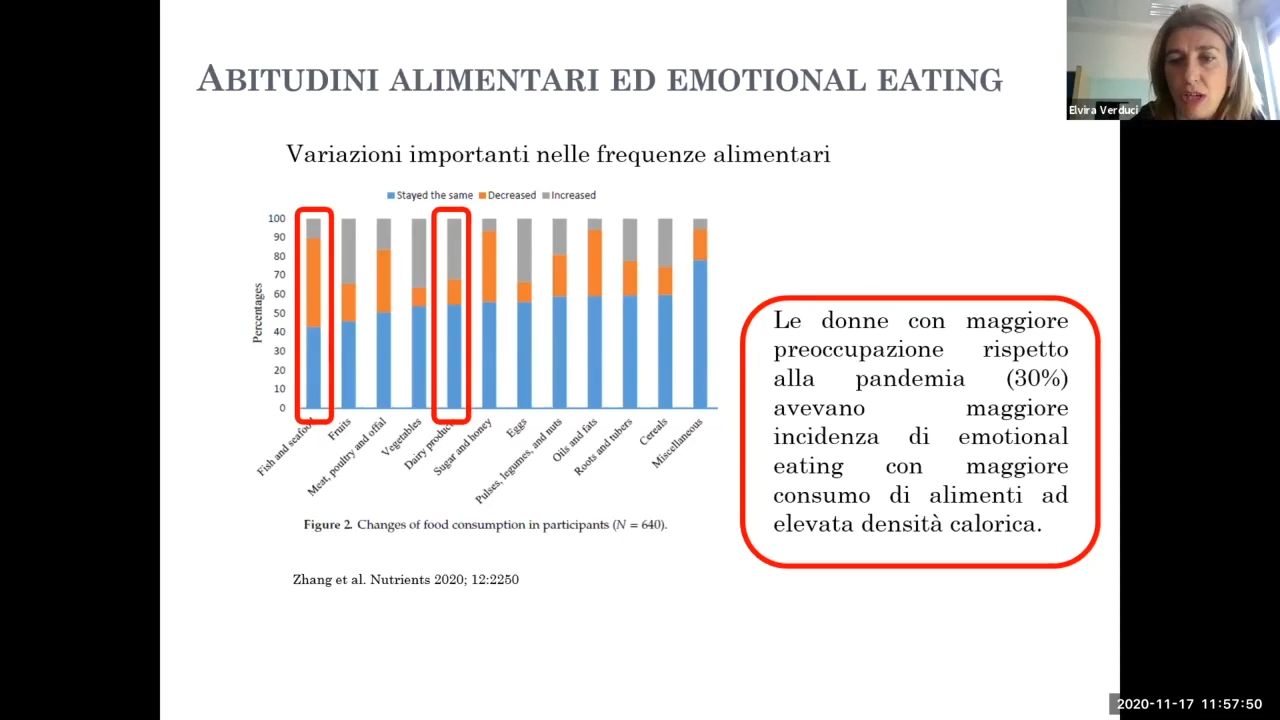 ABITUDINI ALIMENTARI ED EMOTIONAL EATING
Elvira Verduci
Variazioni importanti nelle frequenze alimentari
Stayed the same Decreased Increased
100
90
80
70
60
50
40
30
20
10
0
Percentages
Fish and seafood
Fruits
Meat, poultry and offal
Vegetables
Dairy products
Sugar and honey
Eggs
Pulses, legumes, and nuts
Oils and fats
Roots and tubers
Cereals
Miscellaneous
Figure 2. Changes of food consumption in participants (N = 640).
Zhang et al. Nutrients 2020; 12:2250
Le donne con maggiore
preoccupazione rispetto
alla pandemia (30%)
avevano maggiore
incidenza di emotional
eating con maggiore
consumo di alimenti ad
elevata densità calorica.
2020-11-17 11:57:50